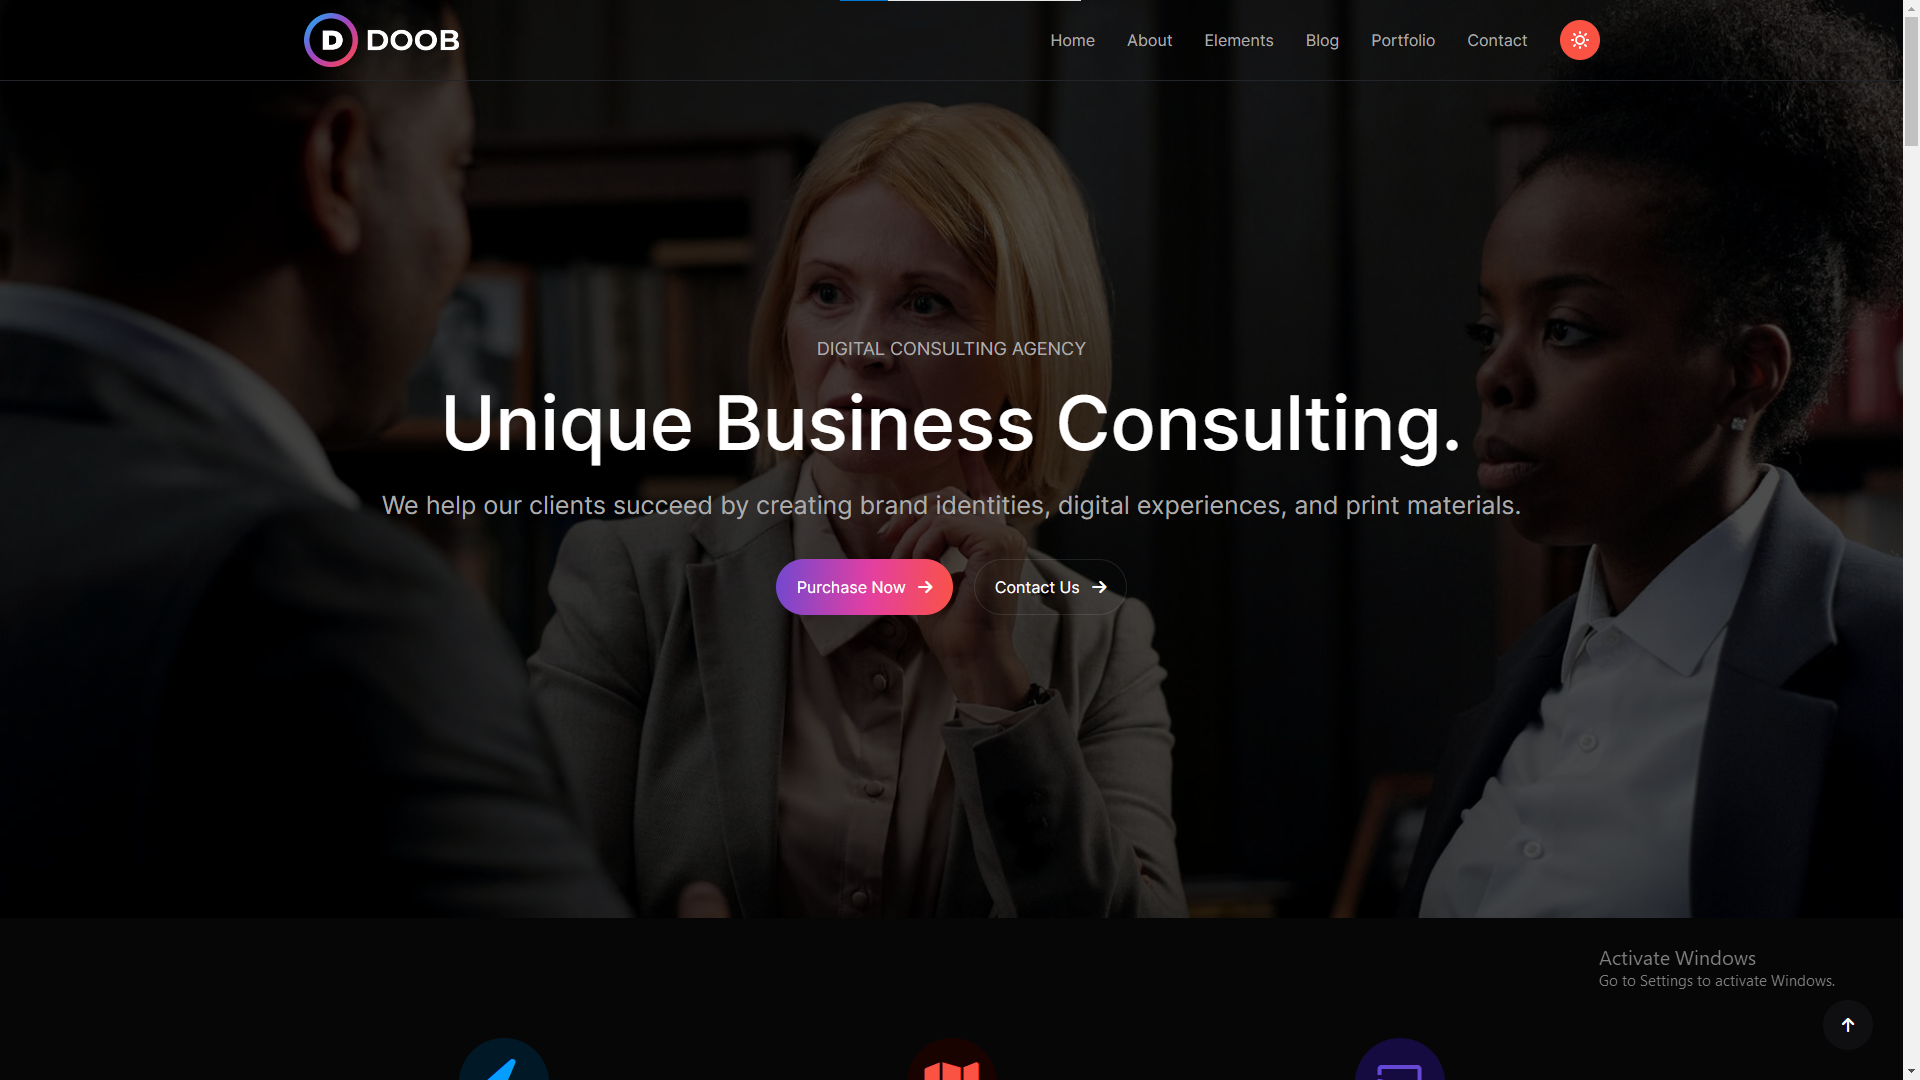 D DOOB
Home About Elements Blog Portfolio Contact
DIGITAL CONSULTING AGENCY
Unique Business Consulting.
We help our clients succeed by creating brand identities, digital experiences, and print materials.
Purchase Now
Contact Us
Activate Windows
Go to Settings to activate Windows.